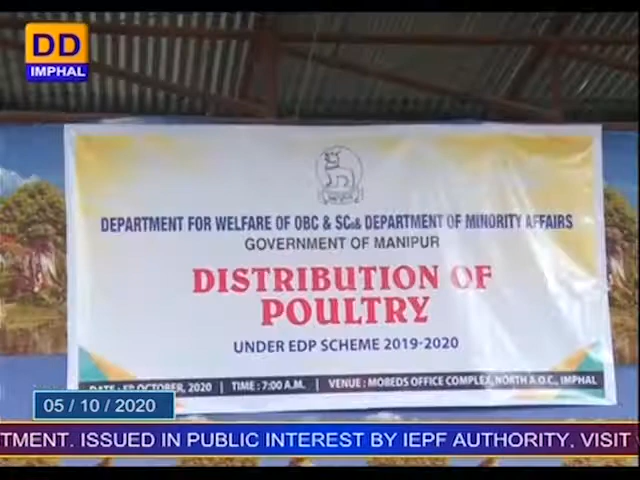 DD
IMPHAL
DEPARTMENT FOR WELFARE OF OBC & SCs& DEPARTMENT OF MINORITY AFFAIRS
GOVERNMENT OF MANIPUR
DISTRIBUTION OF
POULTRY
UNDER EDP SCHEME 2019-2020
DATE : 5th OCTOBER, 2020 | TIME : 7:00 A.M. | VENUE : MOBEDS OFFICE COMPLEX, NORTH A.O.C., IMPHAL
05 / 10 / 2020
TMENT. ISSUED IN PUBLIC INTEREST BY IEPF AUTHORITY, VISIT